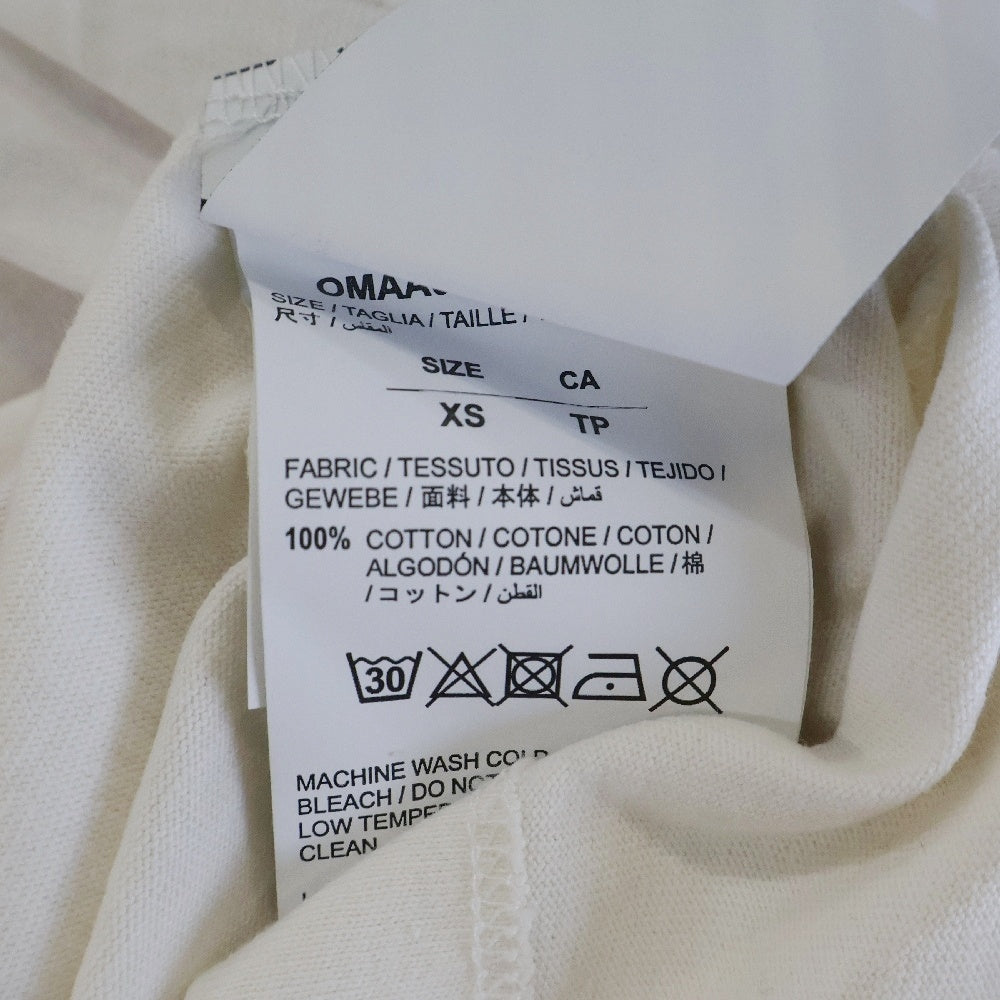 SIZE / TAGLIA / TAILLE /
尺寸 / المقاس
SIZE CA
XS TP
FABRIC / TESSUTO / TISSUS / TEJIDO /
GEWEBE / 面料 / 本体 / قماش
100% COTTON / COTONE / COTON /
ALGODÓN / BAUMWOLLE / 棉
/ コットン / القطن
30
MACHINE WASH COLD
BLEACH / DO NOT
LOW
CLEAN